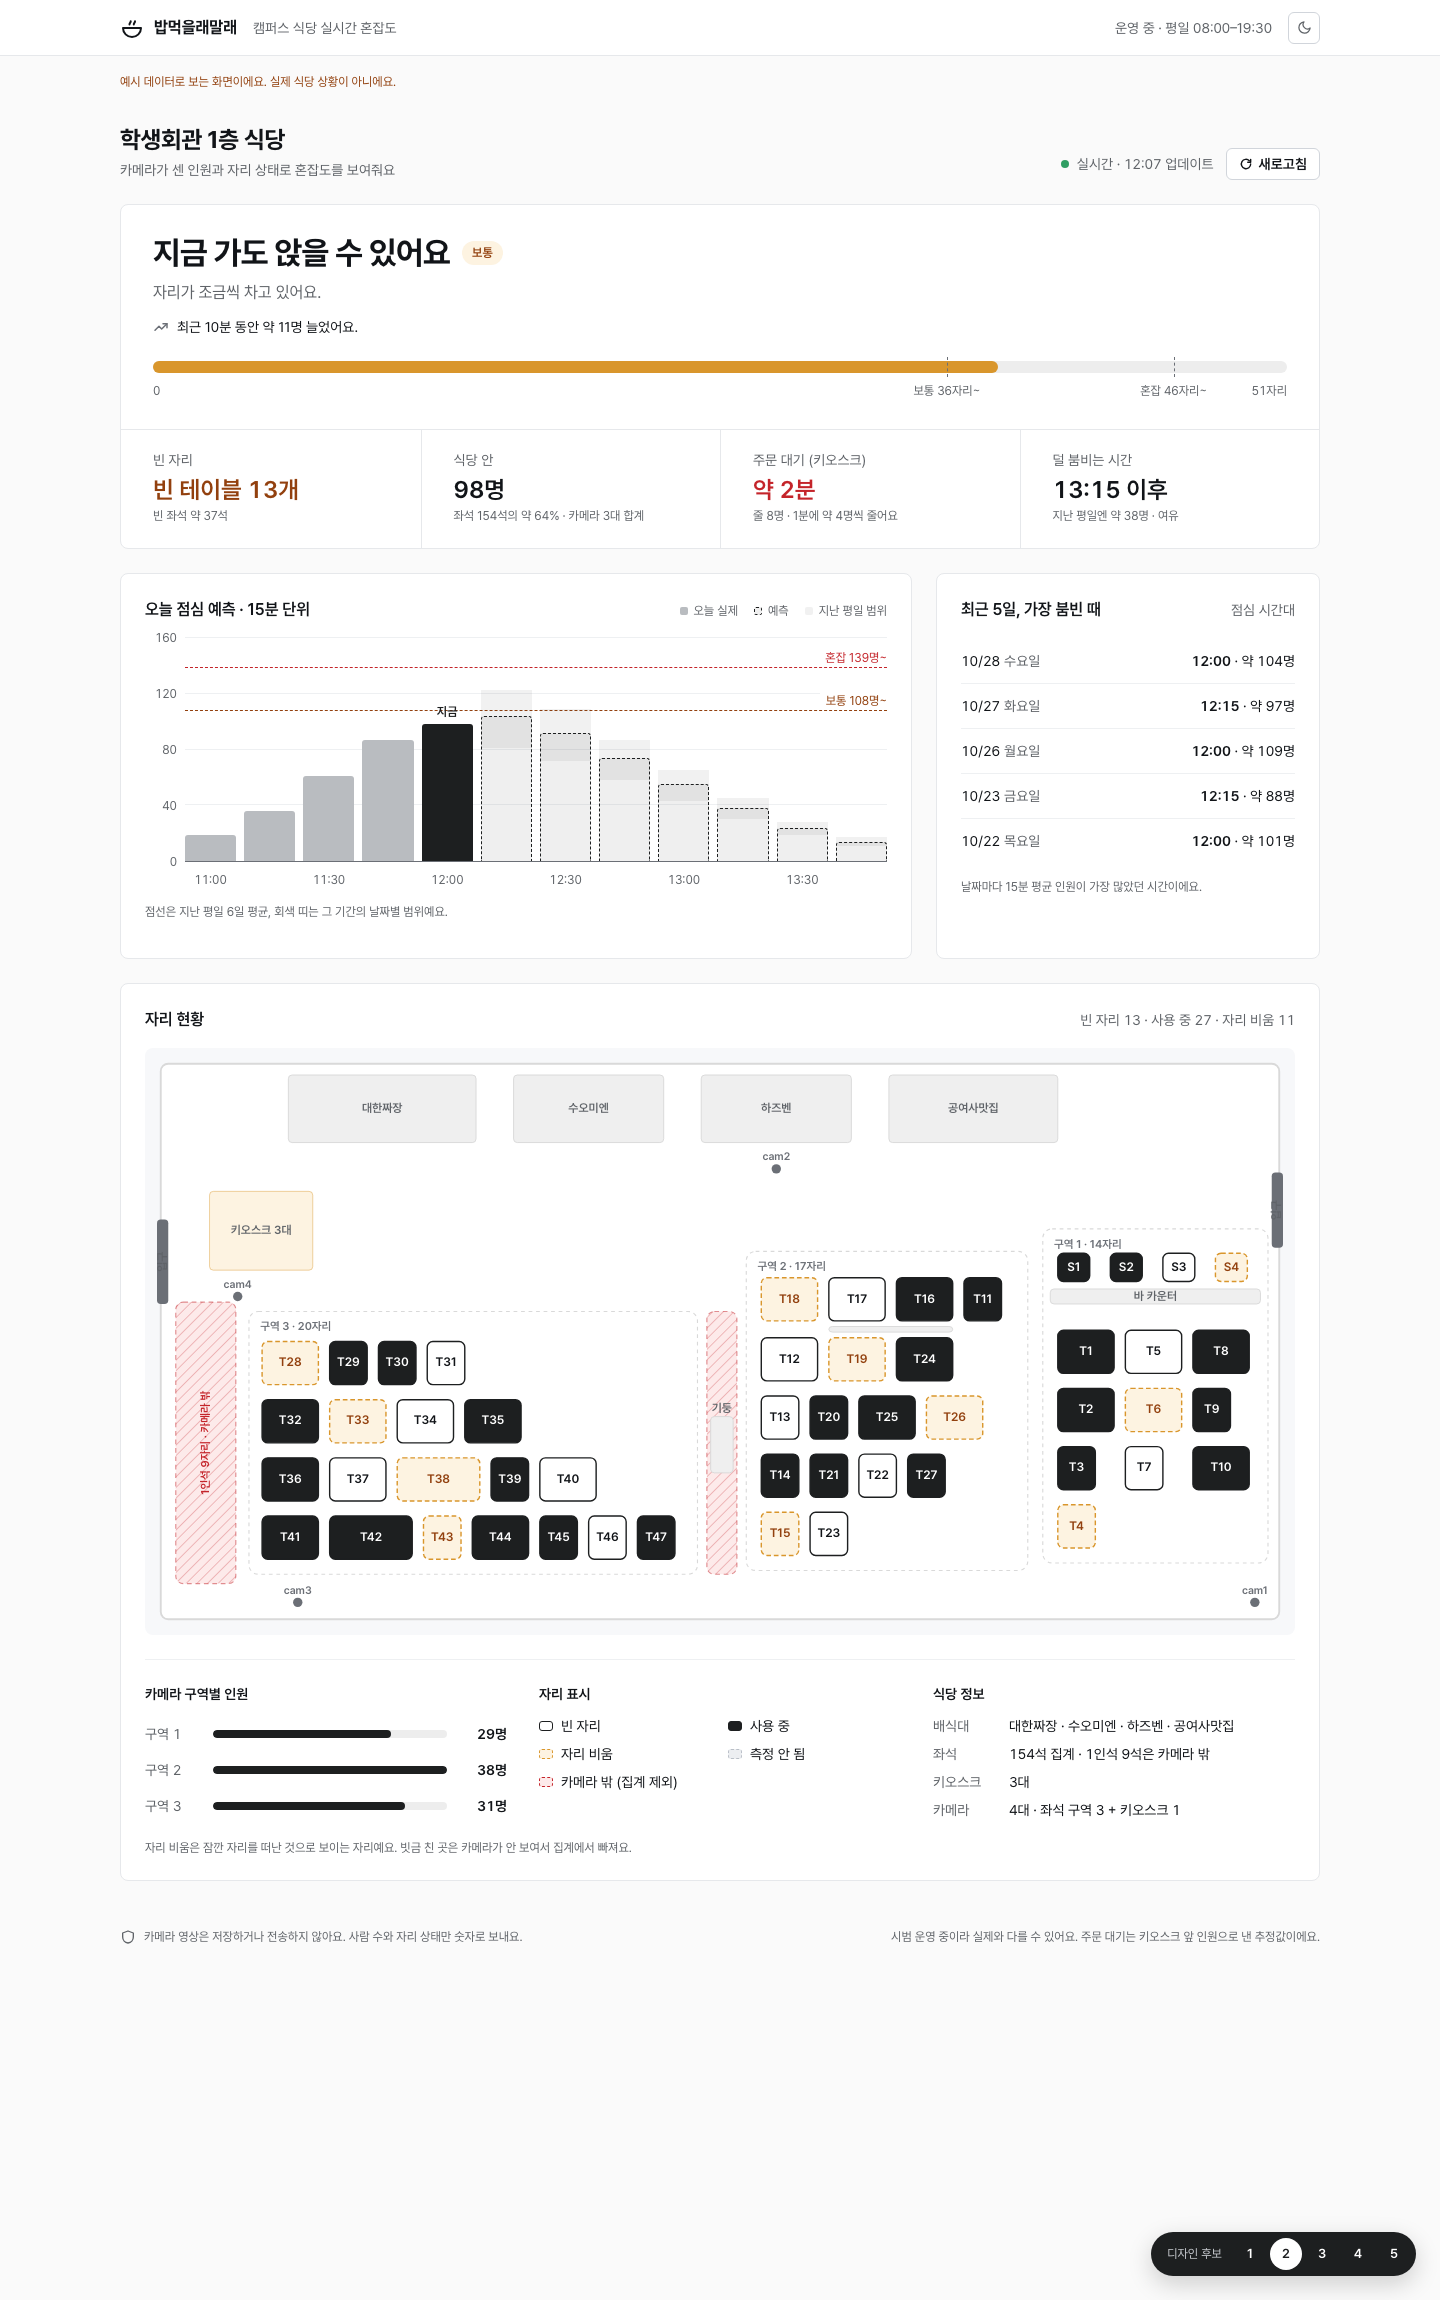 밥먹을래말래 캠퍼스 식당 실시간 혼잡도 운영 중 · 평일 08:00–19:30
예시 데이터로 보는 화면이에요. 실제 식당 상황이 아니에요.
학생회관 1층 식당
카메라가 센 인원과 자리 상태로 혼잡도를 보여줘요
실시간 · 12:07 업데이트 새로고침
지금 가도 앉을 수 있어요 보통
자리가 조금씩 차고 있어요.
최근 10분 동안 약 11명 늘었어요.
0 보통 36자리~ 혼잡 46자리~ 51자리
빈 자리
빈 테이블 13개
빈 좌석 약 37석
식당 안
98명
좌석 154석의 약 64% · 카메라 3대 합계
주문 대기 (키오스크)
약 2분
줄 8명 · 1분에 약 4명씩 줄어요
덜 붐비는 시간
13:15 이후
지난 평일엔 약 38명 · 여유
오늘 점심 예측 · 15분 단위
오늘 실제 예측 지난 평일 범위
160
혼잡 139명~
120
보통 108명~
지금
80
40
0
11:00 11:30 12:00 12:30 13:00 13:30
점선은 지난 평일 6일 평균, 회색 띠는 그 기간의 날짜별 범위예요.
최근 5일, 가장 붐빈 때 점심 시간대
10/28 수요일 12:00 · 약 104명
10/27 화요일 12:15 · 약 97명
10/26 월요일 12:00 · 약 109명
10/23 금요일 12:15 · 약 88명
10/22 목요일 12:00 · 약 101명
날짜마다 15분 평균 인원이 가장 많았던 시간이에요.
자리 현황 빈 자리 13 · 사용 중 27 · 자리 비움 11
대한짜장 수오미엔 하즈벤 공여사맛집
cam2
키오스크 3대
cam4
1인석 9자리 · 카메라 밖
구역 3 · 20자리
T28 T29 T30 T31
T32 T33 T34 T35
T36 T37 T38 T39 T40
T41 T42 T43 T44 T45 T46 T47
cam3
기둥
구역 2 · 17자리
T18 T17 T16 T11
T12 T19 T24
T13 T20 T25 T26
T14 T21 T22 T27
T15 T23
구역 1 · 14자리
S1 S2 S3 S4
바 카운터
T1 T5 T8
T2 T6 T9
T3 T7 T10
T4
cam1
카메라 구역별 인원
구역 1 29명
구역 2 38명
구역 3 31명
자리 표시
빈 자리 사용 중
자리 비움 측정 안 됨
카메라 밖 (집계 제외)
식당 정보
배식대 대한짜장 · 수오미엔 · 하즈벤 · 공여사맛집
좌석 154석 집계 · 1인석 9석은 카메라 밖
키오스크 3대
카메라 4대 · 좌석 구역 3 + 키오스크 1
자리 비움은 잠깐 자리를 떠난 것으로 보이는 자리예요. 빗금 친 곳은 카메라가 안 보여서 집계에서 빠져요.
카메라 영상은 저장하거나 전송하지 않아요. 사람 수와 자리 상태만 숫자로 보내요.
시범 운영 중이라 실제와 다를 수 있어요. 주문 대기는 키오스크 앞 인원으로 낸 추정값이에요.
디자인 후보 1 2 3 4 5